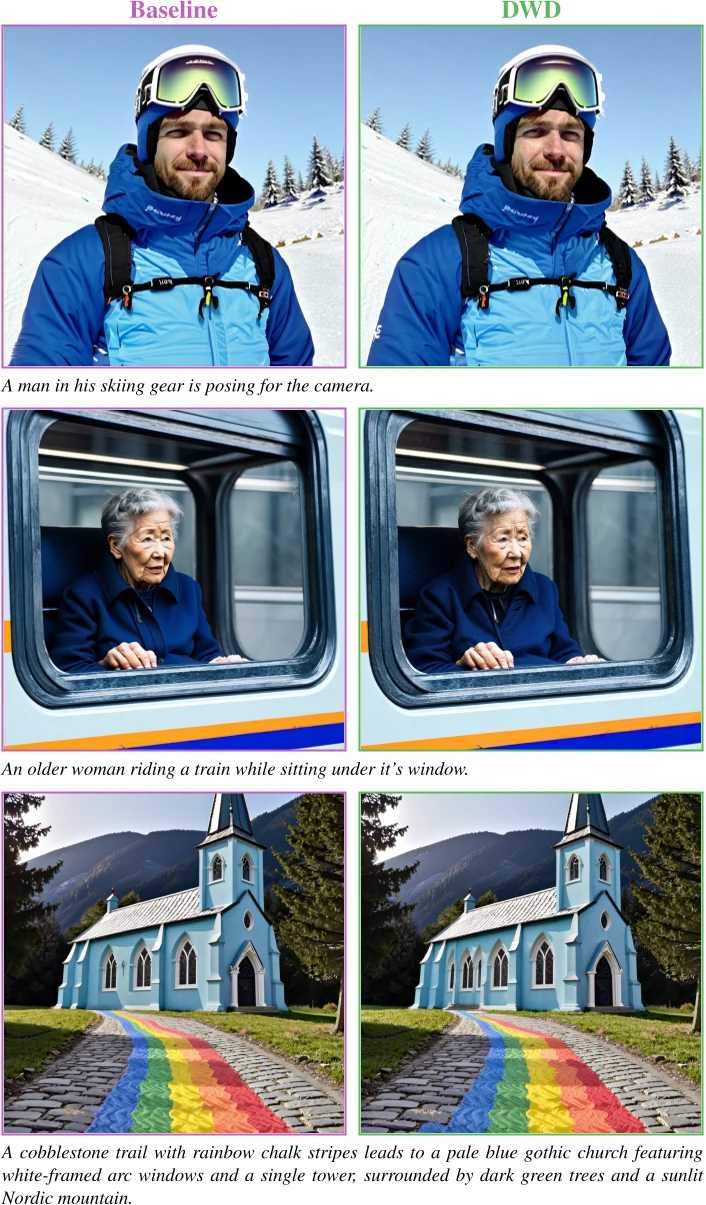 Baseline DWD
A man in his skiing gear is posing for the camera.
An older woman riding a train while sitting under it's window.
A cobblestone trail with rainbow chalk stripes leads to a pale blue gothic church featuring
white-framed arc windows and a single tower, surrounded by dark green trees and a sunlit
Nordic mountain.